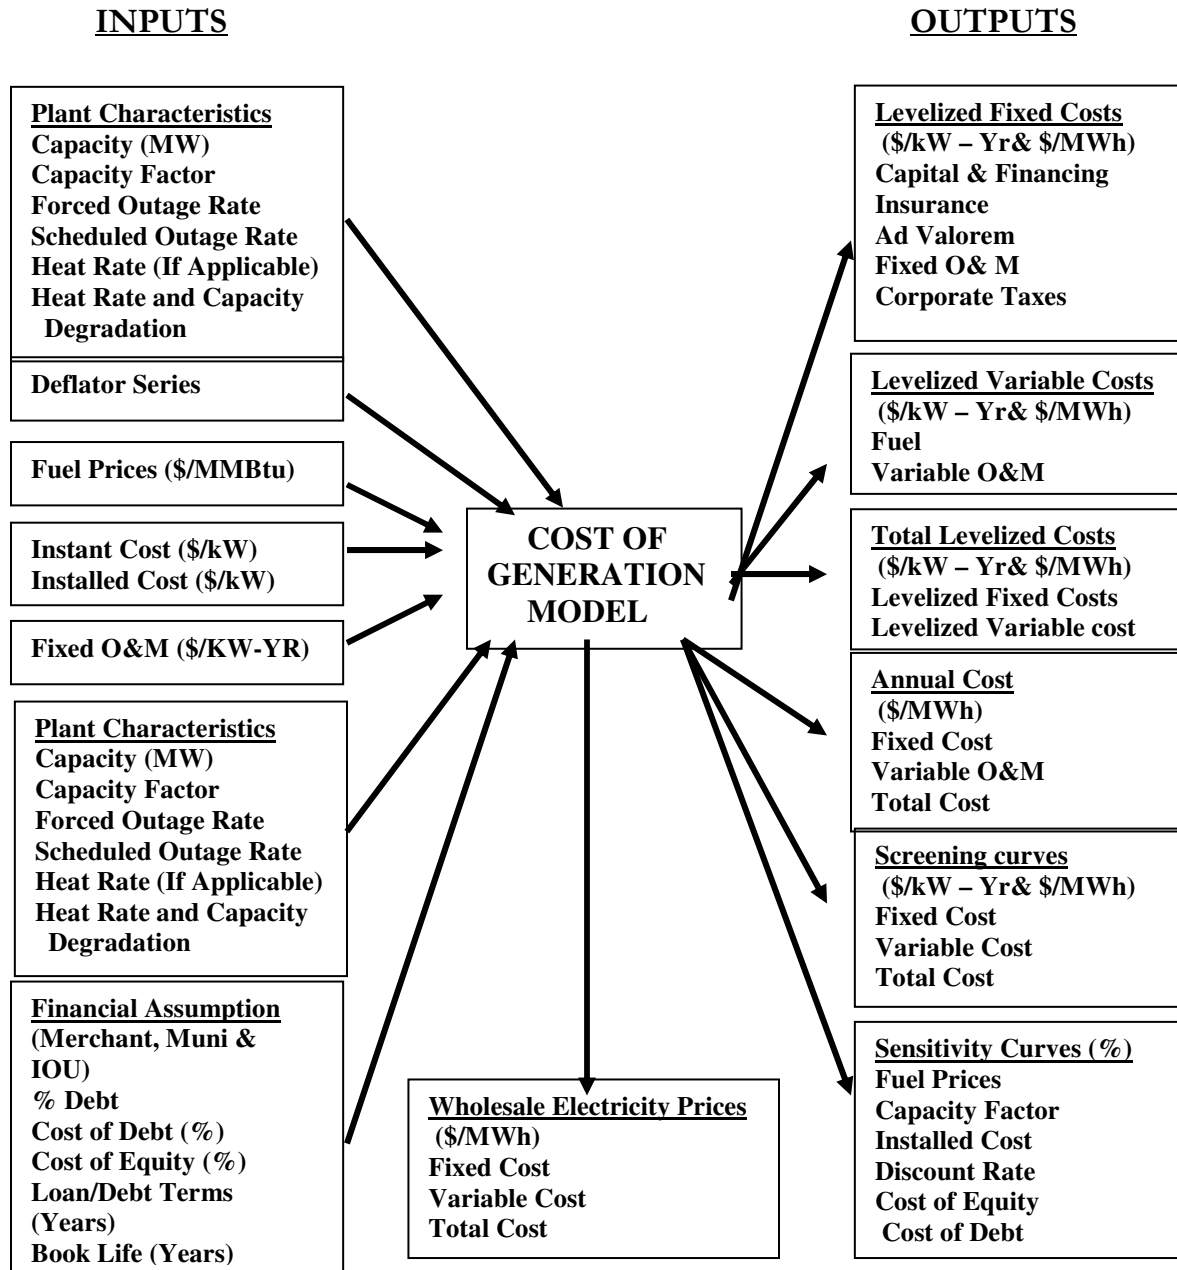 INPUTS
Plant Characteristics
Capacity (MW)
Capacity Factor
Forced Outage Rate
Scheduled Outage Rate
Heat Rate (If Applicable)
Heat Rate and Capacity
Degradation
Deflator Series
Fuel Prices ($/MMBtu)
Instant Cost ($/kW)
Installed Cost ($/kW)
Fixed O&M ($/KW-YR)
Plant Characteristics
Capacity (MW)
Capacity Factor
Forced Outage Rate
Scheduled Outage Rate
Heat Rate (If Applicable)
Heat Rate and Capacity
Degradation
Financial Assumption
(Merchant, Muni &
IOU)
% Debt
Cost of Debt (%)
Cost of Equity (%)
Loan/Debt Terms
(Years)
Book Life (Years)
COST OF
GENERATION
MODEL
Wholesale Electricity Prices
($/MWh)
Fixed Cost
Variable Cost
Total Cost
OUTPUTS
Levelized Fixed Costs
($/kW – Yr& $/MWh)
Capital & Financing
Insurance
Ad Valorem
Fixed O& M
Corporate Taxes
Levelized Variable Costs
($/kW – Yr& $/MWh)
Fuel
Variable O&M
Total Levelized Costs
($/kW – Yr& $/MWh)
Levelized Fixed Costs
Levelized Variable cost
Annual Cost
($/MWh)
Fixed Cost
Variable O&M
Total Cost
Screening curves
($/kW – Yr& $/MWh)
Fixed Cost
Variable Cost
Total Cost
Sensitivity Curves (%)
Fuel Prices
Capacity Factor
Installed Cost
Discount Rate
Cost of Equity
Cost of Debt